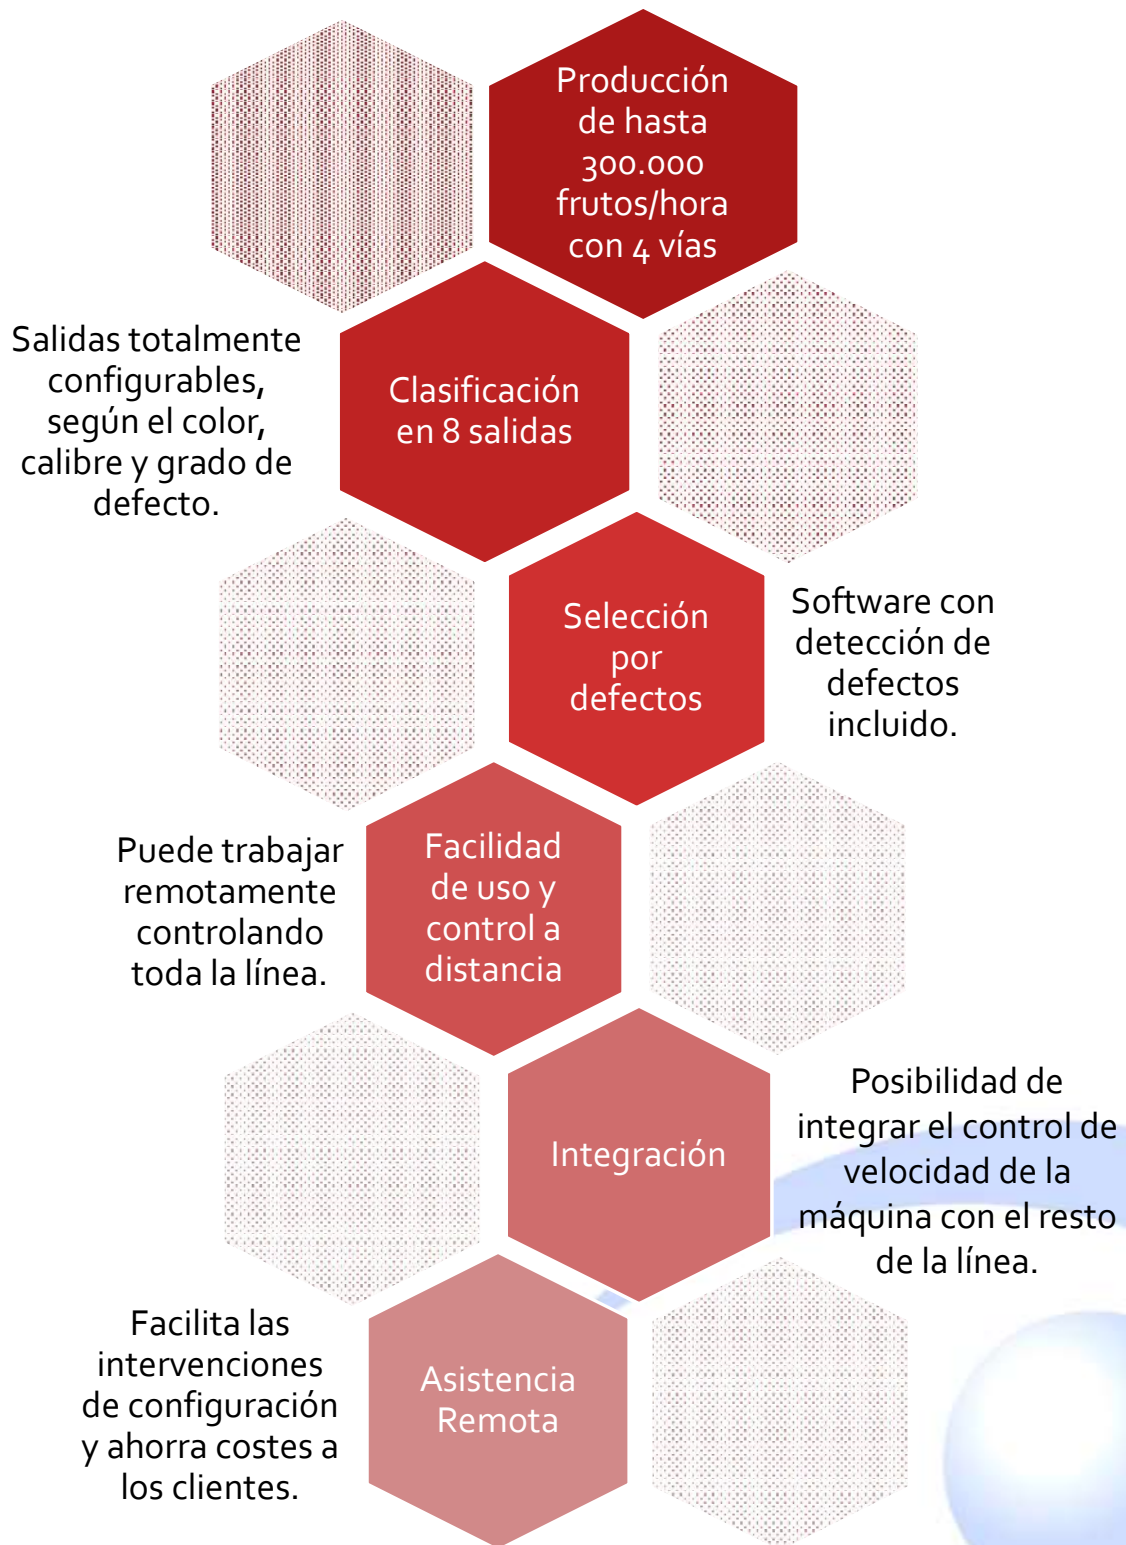 Producción
de hasta
300.000
frutos/hora
con 4 vías
Salidas totalmente
configurables,
según el color,
calibre y grado de
defecto.
Clasificación
en 8 salidas
Selección
por
defectos
Software con
detección de
defectos
incluido.
Puede trabajar
remotamente
controlando
toda la línea.
Facilidad
de uso y
control a
distancia
Integración
Posibilidad de
integrar el control de
velocidad de la
máquina con el resto
de la línea.
Facilita las
intervenciones
de configuración
y ahorra costes a
los clientes.
Asistencia
Remota